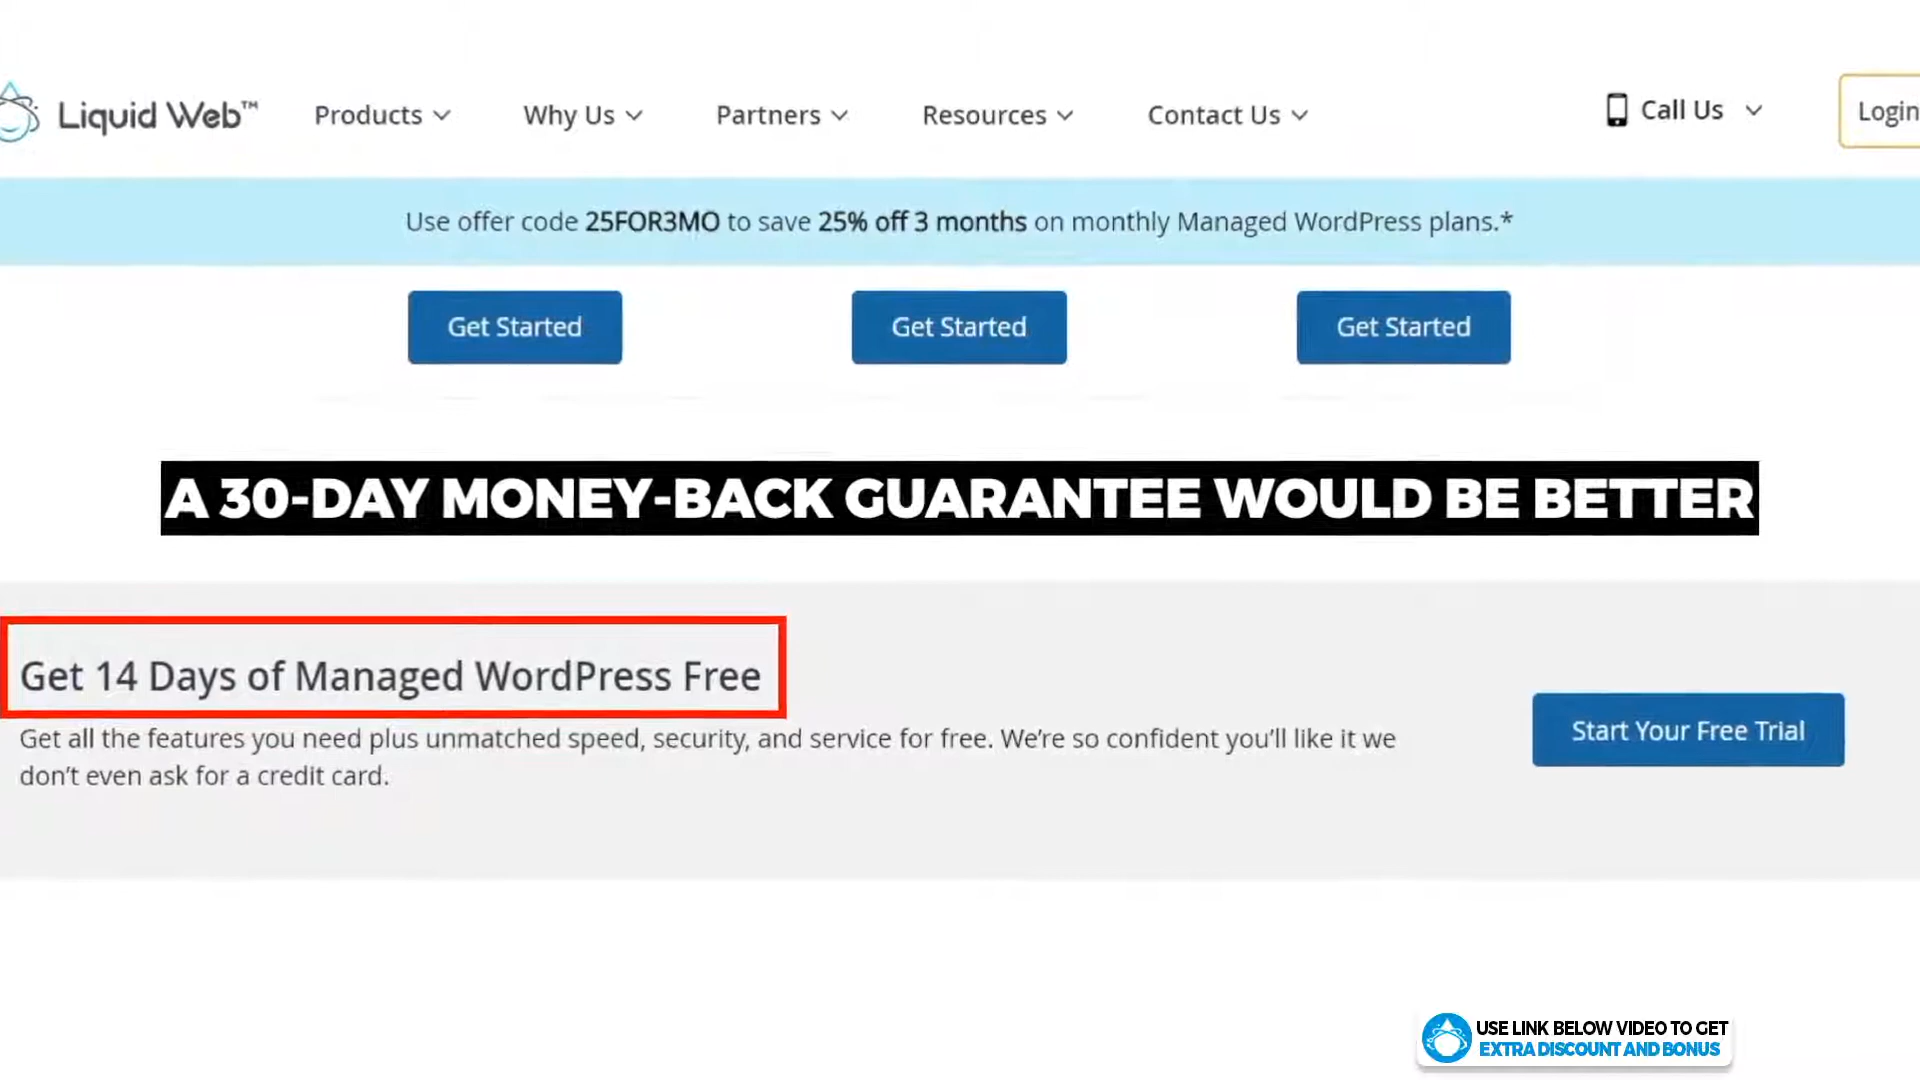 Liquid Web™ Products Why Us Partners Resources Contact Us Call Us Login
Use offer code 25FOR3MO to save 25% off 3 months on monthly Managed WordPress plans.*
Get Started Get Started Get Started
A 30-DAY MONEY-BACK GUARANTEE WOULD BE BETTER
Get 14 Days of Managed WordPress Free
Get all the features you need plus unmatched speed, security, and service for free. We’re so confident you’ll like it we
don’t even ask for a credit card.
Start Your Free Trial
USE LINK BELOW VIDEO TO GET
EXTRA DISCOUNT AND BONUS